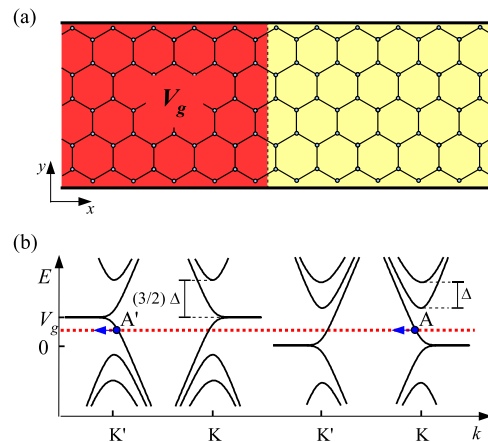 (a)
V_g
y
x
(b)
E
(3/2) Δ
Δ
A'
A
V_g
0
K' K K' K k